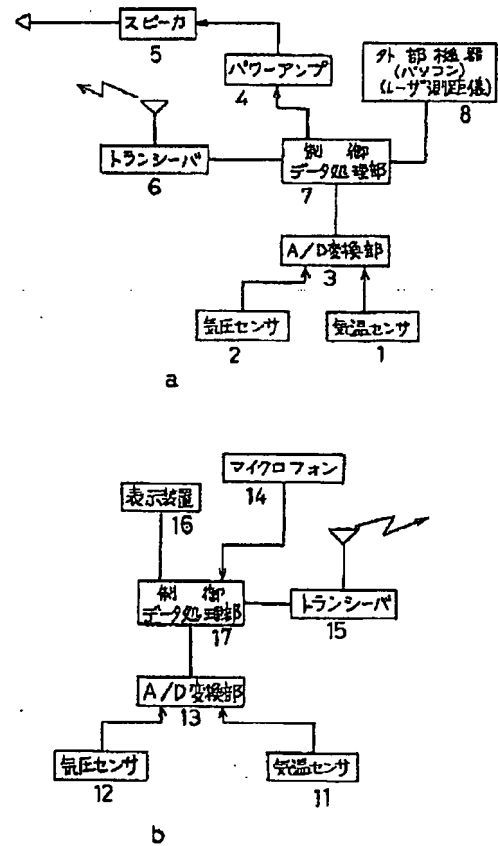 スピーカ
5
パワーアンプ
4
外部機器
(パソコン)
(レーザ測距儀)
8
トランシーバ
6
制御
データ処理部
7
A/D変換部
3
気圧センサ
2
気温センサ
1
a
マイクロフォン
14
表示装置
16
制御
データ処理部
17
トランシーバ
15
A/D変換部
13
気圧センサ
12
気温センサ
11
b